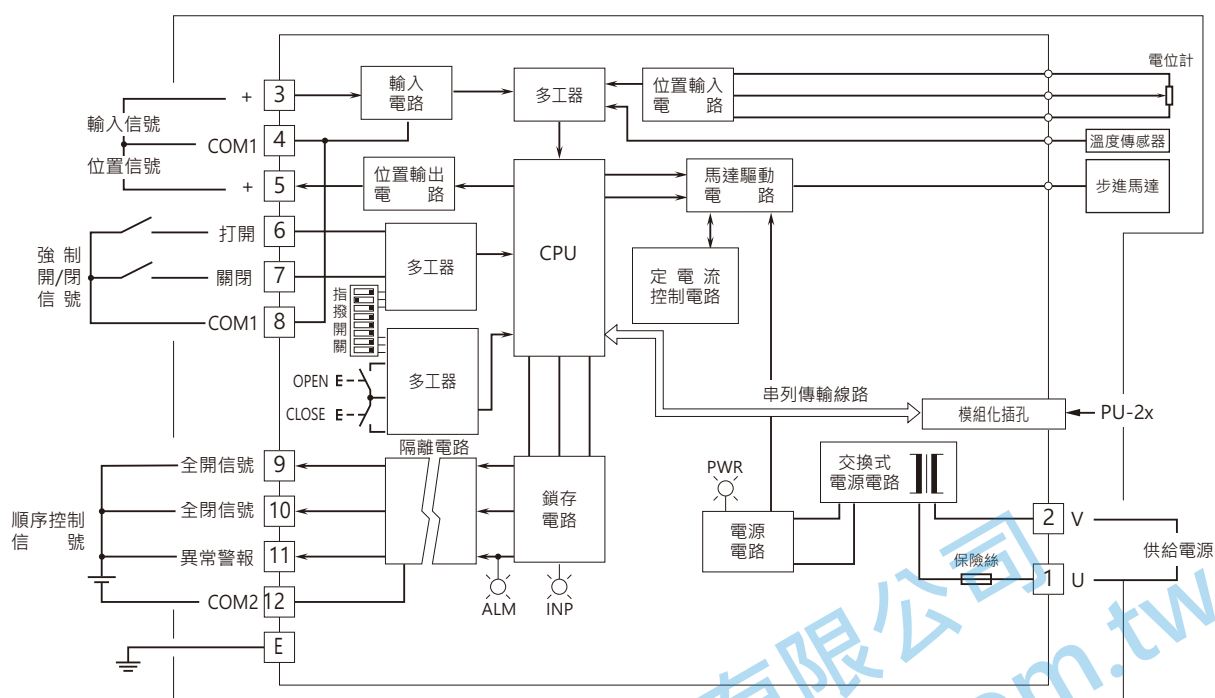 電位計
+ 3
輸入
電路
多工器
位置輸入
電 路
輸入信號
COM1 4
溫度傳感器
位置信號
+ 5
位置輸出
電 路
CPU
馬達驅動
電 路
步進馬達
打開 6
強 制
開/閉
信 號
關閉 7
多工器
定 電 流
控制電路
COM1 8
指
撥
開
關
OPEN
CLOSE
多工器
串列傳輸線路
模組化插孔
PU-2x
隔離電路
全開信號 9
全閉信號 10
順序控制
信 號
異常警報 11
COM2 12
鎖存
電路
ALM
INP
PWR
電源
電路
交換式
電源電路
2 V
保險絲
1 U
供給電源
E
有限公司
om.tw